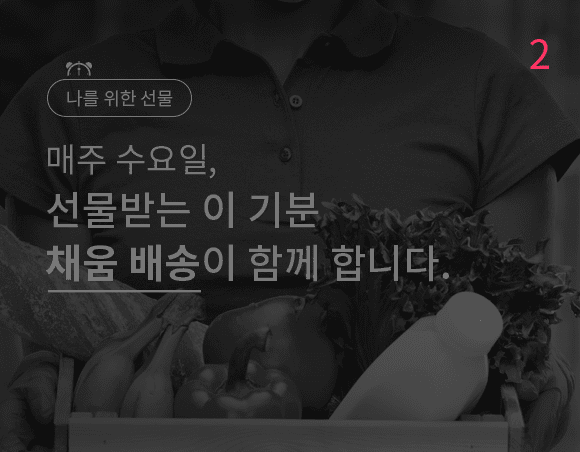 2
나를 위한 선물
매주 수요일,
선물받는 이 기분
채움 배송이 함께 합니다.